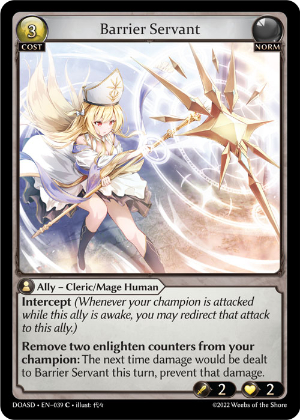 3
Barrier Servant
COST
NORM
Ally – Cleric/Mage Human
Intercept (Whenever your champion is attacked
while this ally is awake, you may redirect that attack
to this ally.)
Remove two enlighten counters from your
champion: The next time damage would be dealt
to Barrier Servant this turn, prevent that damage.
2
2
DOASD • EN-039 C • illust: 代々
©2022 Weebs of the Shore